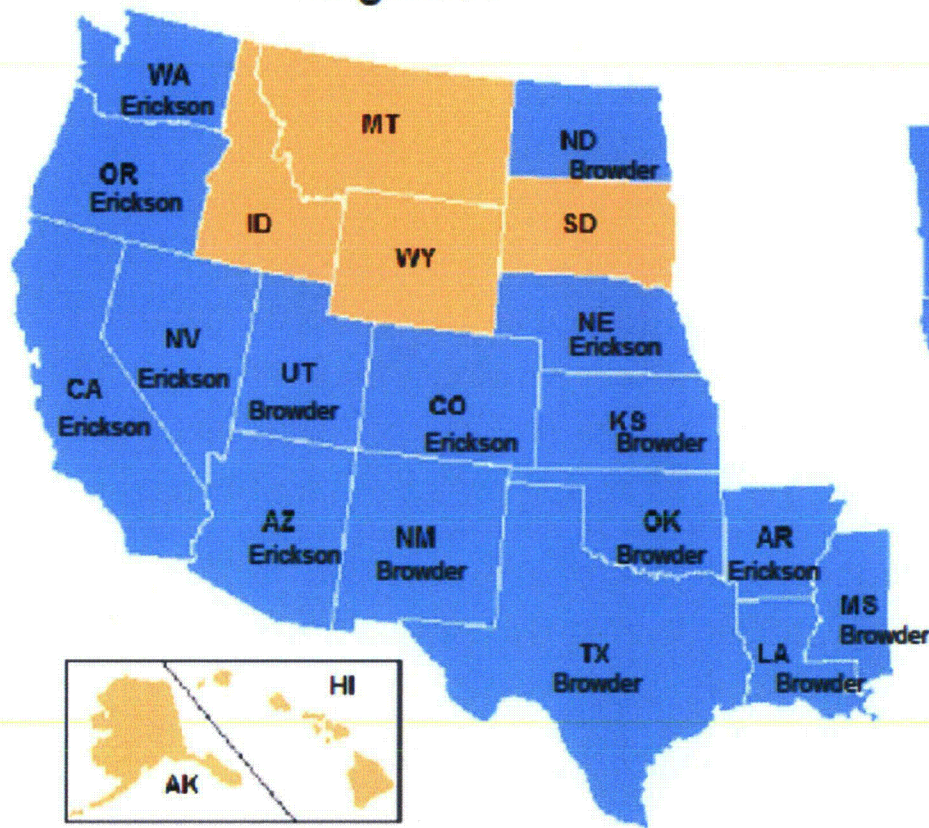 WA
Erickson
MT
ND
Browder
OR
Erickson
ID
SD
WY
NE
Erickson
NV
Erickson
UT
Browder
CA
Erickson
CO
Erickson
KS
Browder
AZ
Erickson
NM
Browder
OK
Browder
AR
Erickson
MS
Browder
TX
Browder
LA
Browder
HI
AK